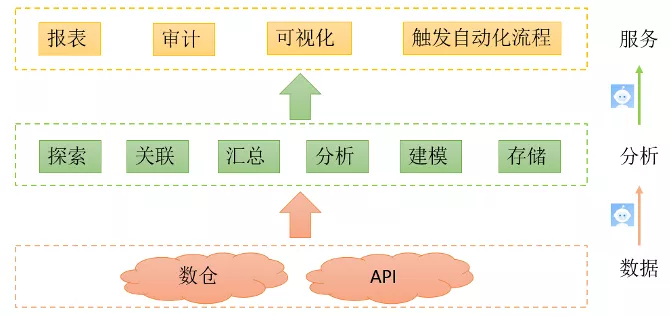 报表 审计 可视化 触发自动化流程 服务
探索 关联 汇总 分析 建模 存储 分析
数仓 API 数据